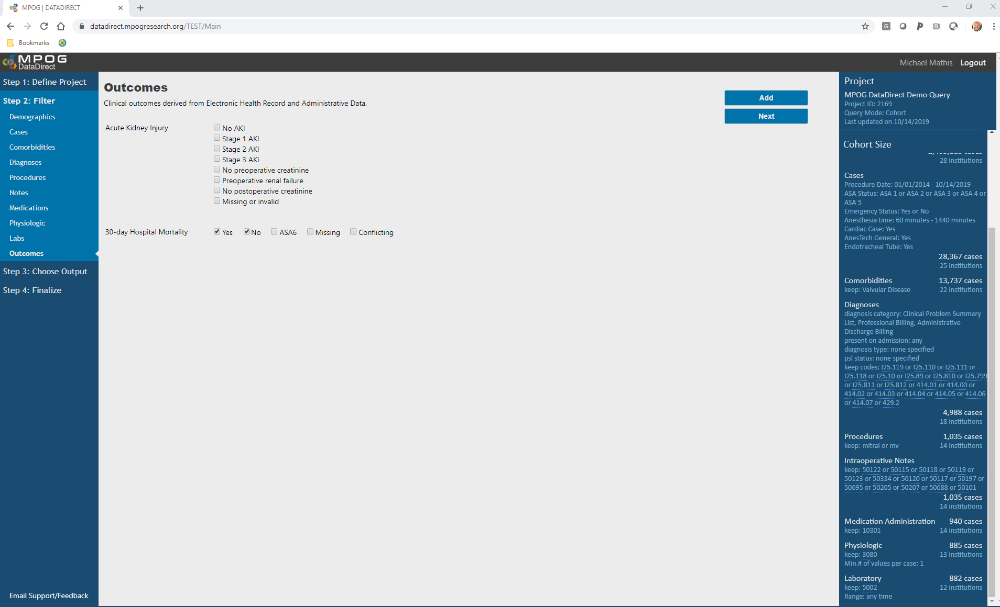 MPOG | DATADIRECT
datadirect.mpogresearch.org/TEST/Main
Bookmarks
MPOG
DataDirect
Michael Mathis Logout
Step 1: Define Project
Step 2: Filter
Demographics
Cases
Comorbidities
Diagnoses
Procedures
Notes
Medications
Physiologic
Labs
Outcomes
Step 3: Choose Output
Step 4: Finalize
Email Support/Feedback
Outcomes
Clinical outcomes derived from Electronic Health Record and Administrative Data.
Add
Next
Acute Kidney Injury
No AKI
Stage 1 AKI
Stage 2 AKI
Stage 3 AKI
No preoperative creatinine
Preoperative renal failure
No postoperative creatinine
Missing or invalid
30-day Hospital Mortality Yes No ASA6 Missing Conflicting
Project
MPOG DataDirect Demo Query
Project ID: 2169
Query Mode: Cohort
Last updated on 10/14/2019
Cohort Size
28 institutions
Cases
Procedure Date: 01/01/2014 - 10/14/2019
ASA Status: ASA 1 or ASA 2 or ASA 3 or ASA 4 or
ASA 5
Emergency Status: Yes or No
Anesthesia time: 60 minutes - 1440 minutes
Cardiac Case: Yes
AnesTech General: Yes
Endotracheal Tube: Yes
28,367 cases
25 institutions
Comorbidities 13,737 cases
keep: Valvular Disease 22 institutions
Diagnoses
diagnosis category: Clinical Problem Summary
List, Professional Billing, Administrative
Discharge Billing
present on admission: any
diagnosis type: none specified
psl status: none specified
keep codes: I25.119 or I25.110 or I25.111 or
I25.118 or I25.10 or I25.89 or I25.810 or I25.799
or I25.811 or I25.812 or 414.01 or 414.00 or
414.02 or 414.03 or 414.04 or 414.05 or 414.06
or 414.07 or 429.2
4,988 cases
18 institutions
Procedures 1,035 cases
keep: mitral or mv 14 institutions
Intraoperative Notes
keep: 50122 or 50115 or 50118 or 50119 or
50123 or 50334 or 50120 or 50117 or 50197 or
50695 or 50205 or 50207 or 50688 or 50101
1,035 cases
14 institutions
Medication Administration 940 cases
keep: 10301 14 institutions
Physiologic 885 cases
keep: 3080 13 institutions
Min.# of values per case: 1
Laboratory 882 cases
keep: 5002 12 institutions
Range: any time